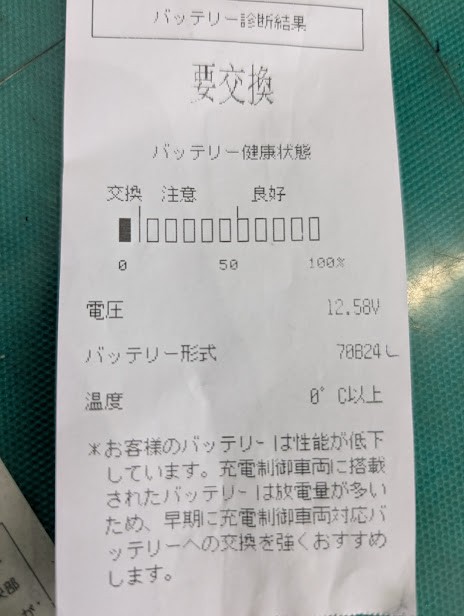 バッテリー診断結果
要交換
バッテリー健康状態
交換 注意 良好
0 50 100%
電圧 12.58V
バッテリー形式 70B24L
温度 0°C以上
*お客様のバッテリーは性能が低下
しています。充電制御車両に搭載
されたバッテリーは放電量が多い
ため、早期に充電制御車両対応バ
ッテリーへの交換を強くおすすめ
します。